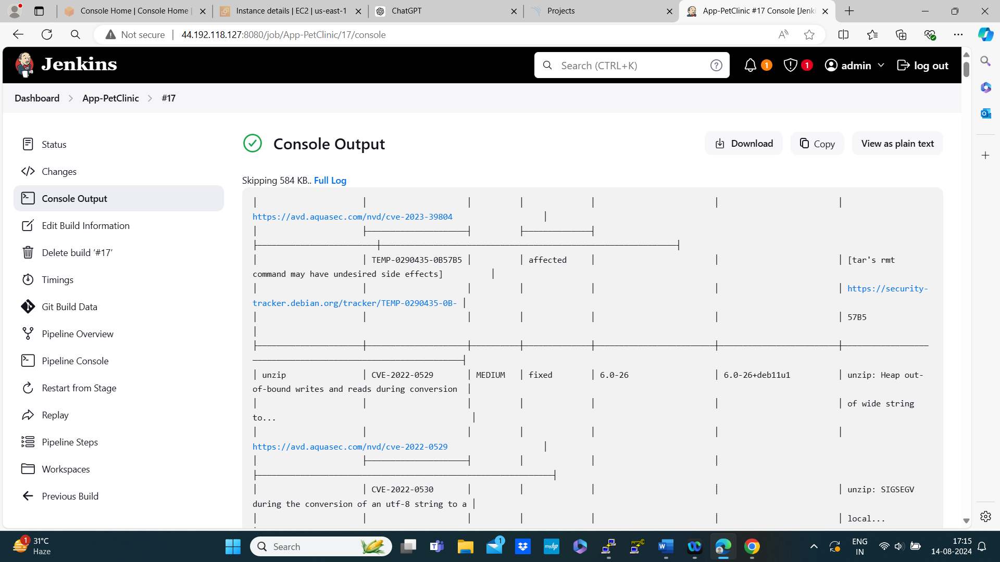 Console Home | Console Home |
Instance details | EC2 | us-east-1
ChatGPT
Projects
App-PetClinic #17 Console [Jenki
Not secure
44.192.118.127:8080/job/App-PetClinic/17/console
Jenkins
Search (CTRL+K)
1
1
admin
log out
Dashboard
App-PetClinic
#17
Status
Changes
Console Output
Edit Build Information
Delete build ‘#17’
Timings
Git Build Data
Pipeline Overview
Pipeline Console
Restart from Stage
Replay
Pipeline Steps
Workspaces
Previous Build
Console Output
Download
Copy
View as plain text
Skipping 584 KB.. Full Log
https://avd.aquasec.com/nvd/cve-2023-39804
TEMP-0290435-0B57B5 affected [tar's rmt
command may have undesired side effects]
https://security-
tracker.debian.org/tracker/TEMP-0290435-0B-
57B5
unzip CVE-2022-0529 MEDIUM fixed 6.0-26 6.0-26+deb11u1 unzip: Heap out-
of-bound writes and reads during conversion
of wide string
to...
https://avd.aquasec.com/nvd/cve-2022-0529
CVE-2022-0530 unzip: SIGSEGV
during the conversion of an utf-8 string to a
local...
1
31°C
Haze
Search
1
myhp
ENG
IN
17:15
14-08-2024